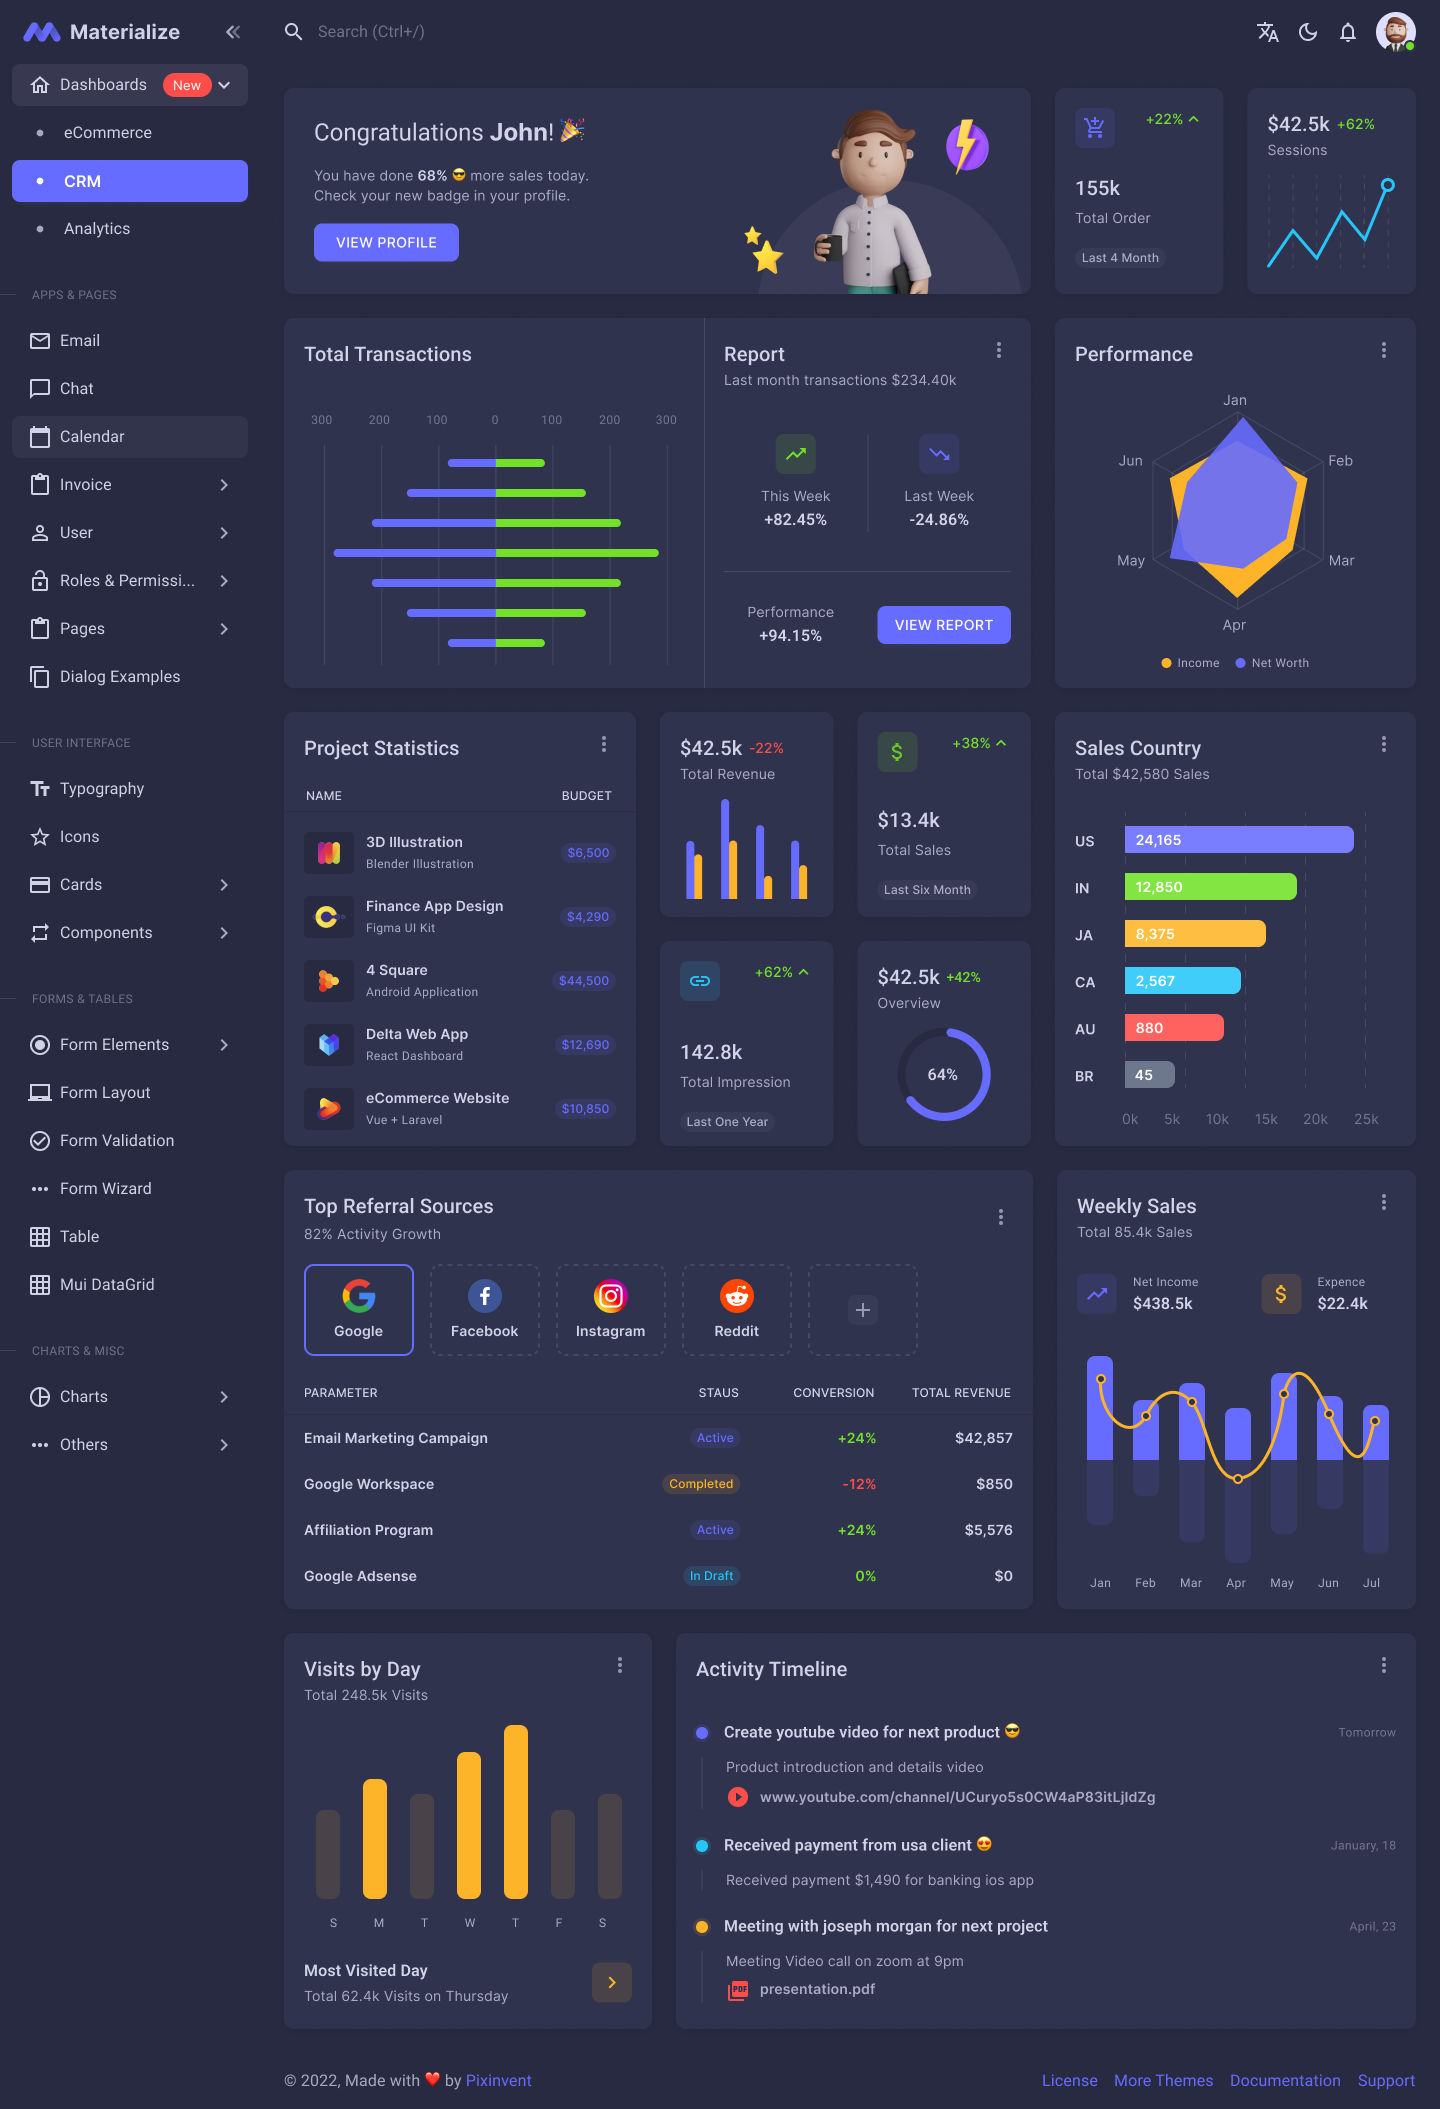 Materialize
Search (Ctrl+/)
Dashboards
New
eCommerce
CRM
Analytics
APPS & PAGES
Email
Chat
Calendar
Invoice
User
Roles & Permissi...
Pages
Dialog Examples
USER INTERFACE
Typography
Icons
Cards
Components
FORMS & TABLES
Form Elements
Form Layout
Form Validation
Form Wizard
Table
Mui DataGrid
CHARTS & MISC
Charts
Others
Congratulations John! 🎉
You have done 68% 😎 more sales today.
Check your new badge in your profile.
VIEW PROFILE
+22%
155k
Total Order
Last 4 Month
$42.5k +62%
Sessions
Total Transactions
300 200 100 0 100 200 300
Report
Last month transactions $234.40k
This Week
+82.45%
Last Week
-24.86%
Performance
+94.15%
VIEW REPORT
Performance
Jan
Feb
Mar
Apr
May
Jun
Income
Net Worth
Project Statistics
NAME BUDGET
3D Illustration
Blender Illustration
$6,500
Finance App Design
Figma UI Kit
$4,290
4 Square
Android Application
$44,500
Delta Web App
React Dashboard
$12,690
eCommerce Website
Vue + Laravel
$10,850
$42.5k -22%
Total Revenue
+38%
$13.4k
Total Sales
Last Six Month
+62%
142.8k
Total Impression
Last One Year
$42.5k +42%
Overview
64%
Sales Country
Total $42,580 Sales
US 24,165
IN 12,850
JA 8,375
CA 2,567
AU 880
BR 45
0k 5k 10k 15k 20k 25k
Top Referral Sources
82% Activity Growth
Google
Facebook
Instagram
Reddit
PARAMETER STAUS CONVERSION TOTAL REVENUE
Email Marketing Campaign Active +24% $42,857
Google Workspace Completed -12% $850
Affiliation Program Active +24% $5,576
Google Adsense In Draft 0% $0
Weekly Sales
Total 85.4k Sales
Net Income
$438.5k
Expence
$22.4k
Jan Feb Mar Apr May Jun Jul
Visits by Day
Total 248.5k Visits
S M T W T F S
Most Visited Day
Total 62.4k Visits on Thursday
Activity Timeline
Create youtube video for next product 😎
Tomorrow
Product introduction and details video
www.youtube.com/channel/UCuryo5s0CW4aP83itLjIdZg
Received payment from usa client 😍
January, 18
Received payment $1,490 for banking ios app
Meeting with joseph morgan for next project
April, 23
Meeting Video call on zoom at 9pm
PDF
presentation.pdf
© 2022, Made with ❤️ by Pixinvent
License More Themes Documentation Support